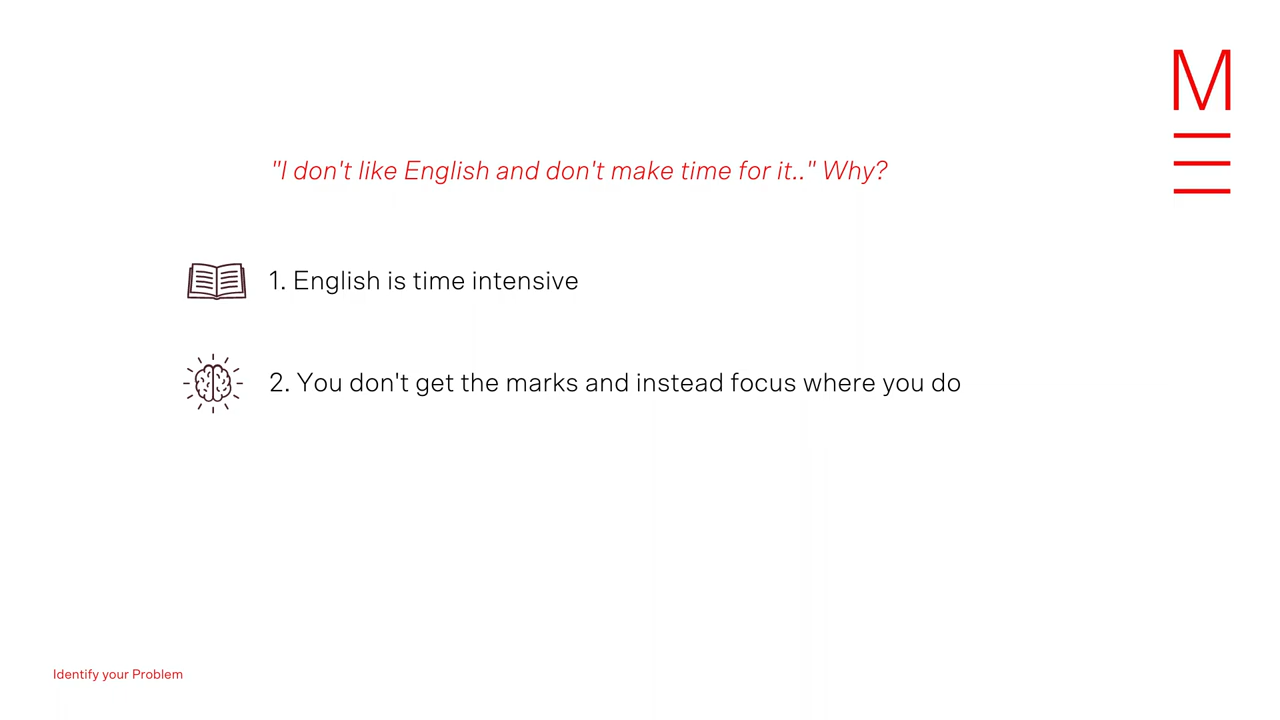 M
"I don't like English and don't make time for it.." Why?
1. English is time intensive
2. You don't get the marks and instead focus where you do
Identify your Problem